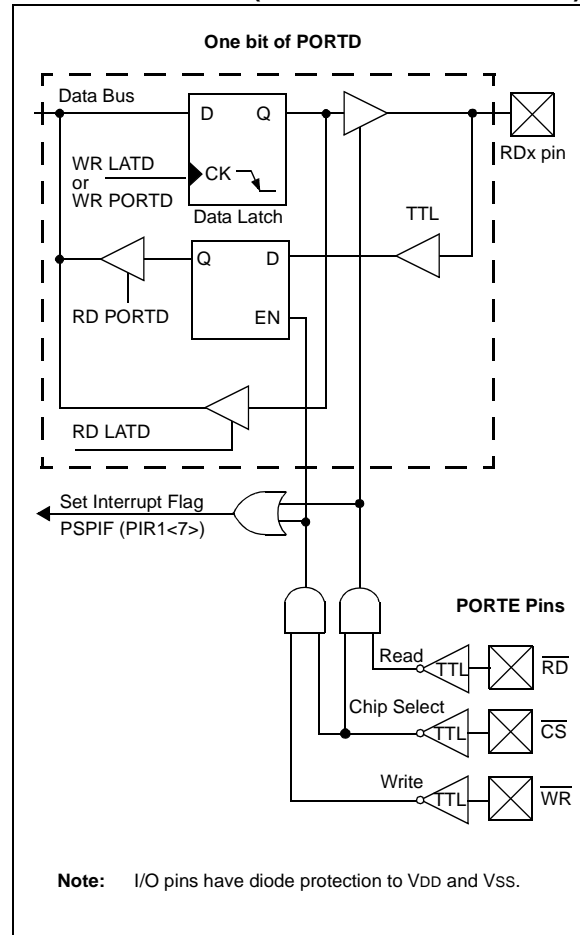 One bit of PORTD
Data Bus
D Q
RDx pin
WR LATD
or
WR PORTD
CK
Data Latch
TTL
Q D
EN
RD PORTD
RD LATD
Set Interrupt Flag
PSPIF (PIR1<7>)
PORTE Pins
Read
TTL
RD
Chip Select
TTL
CS
Write
TTL
WR
Note: I/O pins have diode protection to VDD and VSS.